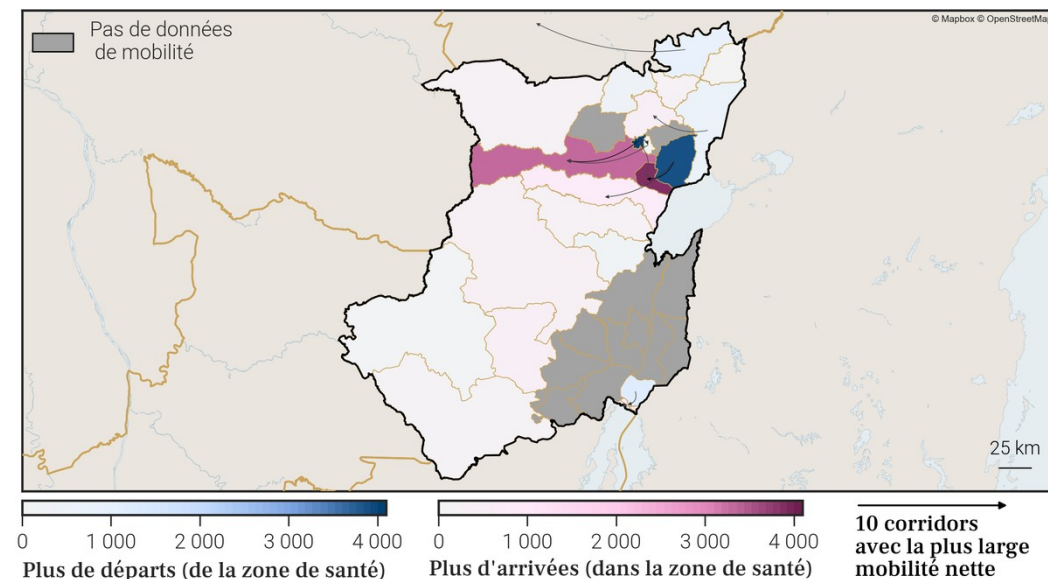 © Mapbox © OpenStreetMap
Pas de données
de mobilité
25 km
0 1 000 2 000 3 000 4 000
Plus de départs (de la zone de santé)
0 1 000 2 000 3 000 4 000
Plus d'arrivées (dans la zone de santé)
10 corridors
avec la plus large
mobilité nette